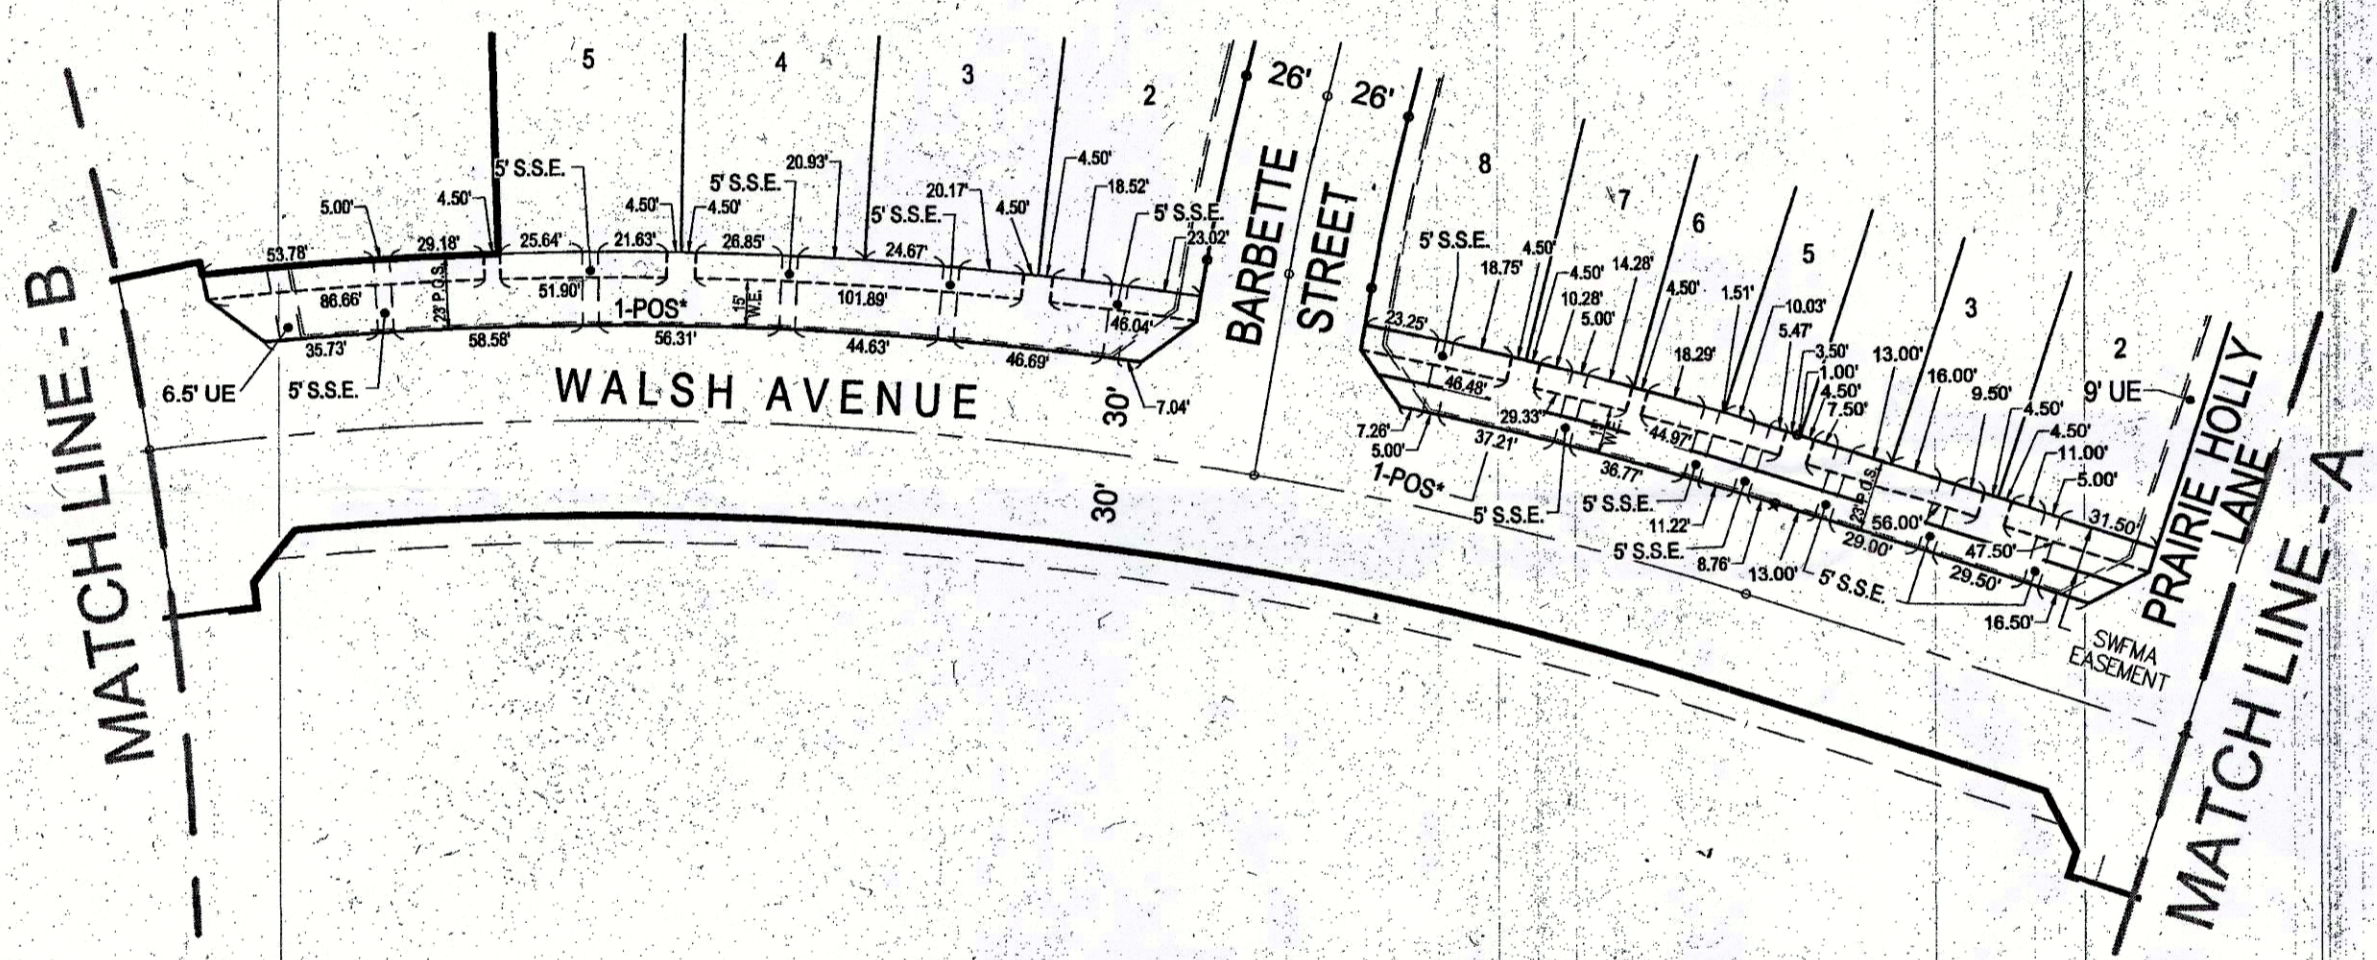 5
4
3
2
26'
26'
8
7
6
5
3
2
MATCH LINE - B
5.00'
4.50'
5' S.S.E.
4.50'
4.50'
5' S.S.E.
20.93'
20.17'
5' S.S.E.
4.50'
4.50'
18.52'
5' S.S.E.
23.02'
53.78'
29.18'
25.64'
21.63'
26.85'
24.67'
86.66'
23' P.O.S.
51.90'
1-POS*
15'
W.E.
101.89'
46.04'
35.73'
58.58'
56.31'
44.63'
46.69'
7.04'
6.5' UE
5' S.S.E.
WALSH AVENUE
30'
30'
BARBETTE
STREET
5' S.S.E.
18.75'
4.50'
4.50'
10.28'
5.00'
14.28'
4.50'
1.51'
10.03'
5.47'
3.50'
1.00'
4.50'
7.50'
13.00'
16.00'
9.50'
4.50'
4.50'
11.00'
5.00'
9' UE
23.25'
18.29'
31.50'
46.48'
29.33'
W.E.
44.97'
23' P.O.S.
56.00'
47.50'
7.26'
5.00'
37.21'
36.77'
1-POS*
5' S.S.E.
5' S.S.E.
11.22'
5' S.S.E.
8.76'
13.00'
5' S.S.E.
29.00'
29.50'
16.50'
SWFMA
EASEMENT
PRAIRIE HOLLY
LANE
MATCH LINE - A